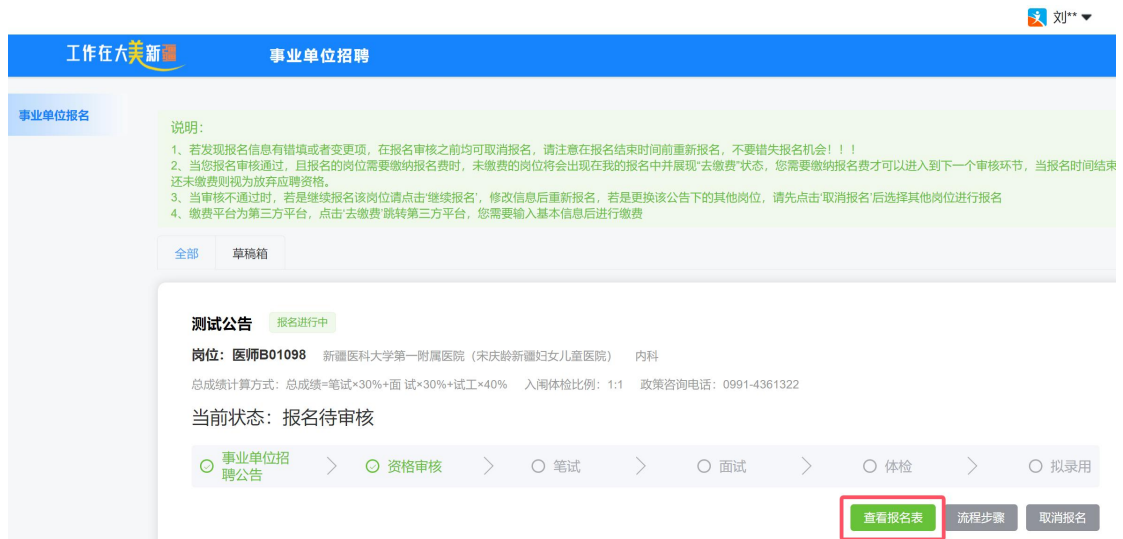 刘**
工作在大美新疆
事业单位招聘
事业单位报名
说明：
1、若发现报名信息有错填或者变更项，在报名审核之前均可取消报名，请注意在报名结束时间前重新报名，不要错失报名机会！！！
2、当您报名审核通过，且报名的岗位需要缴纳报名费时，未缴费的岗位将会出现在我的报名中并展现“去缴费”状态，您需要缴纳报名费才可以进入到下一个审核环节，当报名时间结束
还未缴费则视为放弃应聘资格。
3、当审核不通过时，若是继续报名该岗位请点击‘继续报名’，修改信息后重新报名，若是更换该公告下的其他岗位，请先点击‘取消报名’后选择其他岗位进行报名
4、缴费平台为第三方平台，点击‘去缴费’跳转第三方平台，您需要输入基本信息后进行缴费
全部 草稿箱
测试公告 报名进行中
岗位：医师B01098 新疆医科大学第一附属医院（宋庆龄新疆妇女儿童医院） 内科
总成绩计算方式：总成绩=笔试×30%+面 试×30%+试工×40% 入闱体检比例：1:1 政策咨询电话：0991-4361322
当前状态：报名待审核
事业单位招
聘公告
资格审核 笔试 面试 体检 拟录用
查看报名表 流程步骤 取消报名